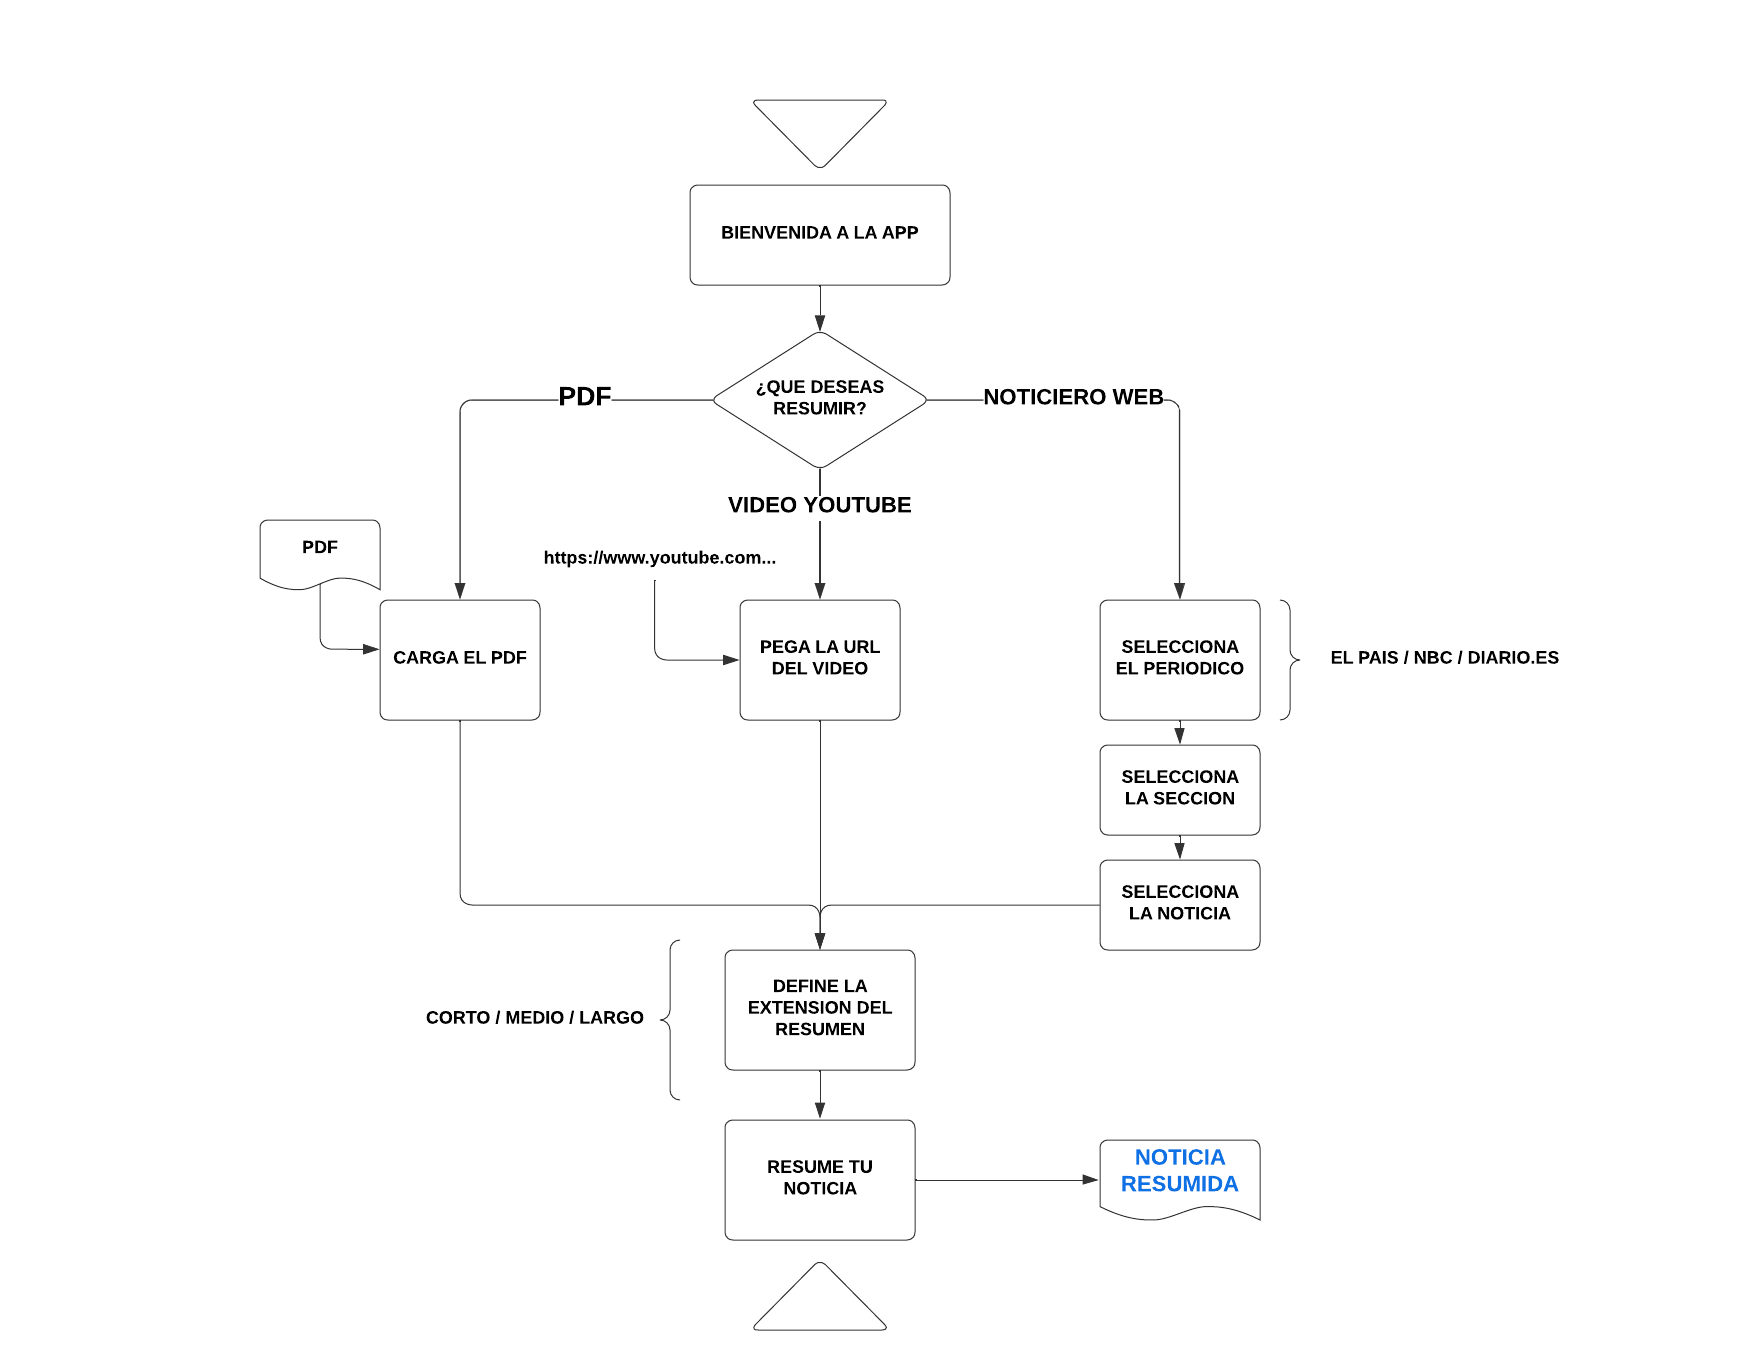 BIENVENIDA A LA APP
¿QUE DESEAS
RESUMIR?
PDF
NOTICIERO WEB
VIDEO YOUTUBE
PDF
https://www.youtube.com...
CARGA EL PDF
PEGA LA URL
DEL VIDEO
SELECCIONA
EL PERIODICO
EL PAIS / NBC / DIARIO.ES
SELECCIONA
LA SECCION
SELECCIONA
LA NOTICIA
DEFINE LA
EXTENSION DEL
RESUMEN
CORTO / MEDIO / LARGO
RESUME TU
NOTICIA
NOTICIA
RESUMIDA